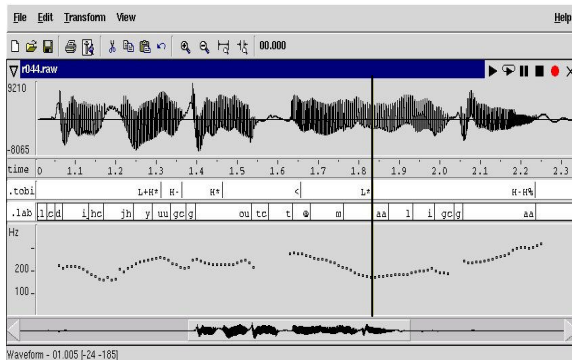 File Edit Transform View Help
00.000
r044.raw
9210
-8065
time 0 1.1 1.2 1.3 1.4 1.5 1.6 1.7 1.8 1.9 2.0 2.1 2.2 2.3
.tobi L+H* H- H* < L* H-H%
.lab l c d i hc jh y uu gc g ou tc t @ m aa l i gc g aa
Hz
200
100
Waveform - 01.005 [-24 -185]